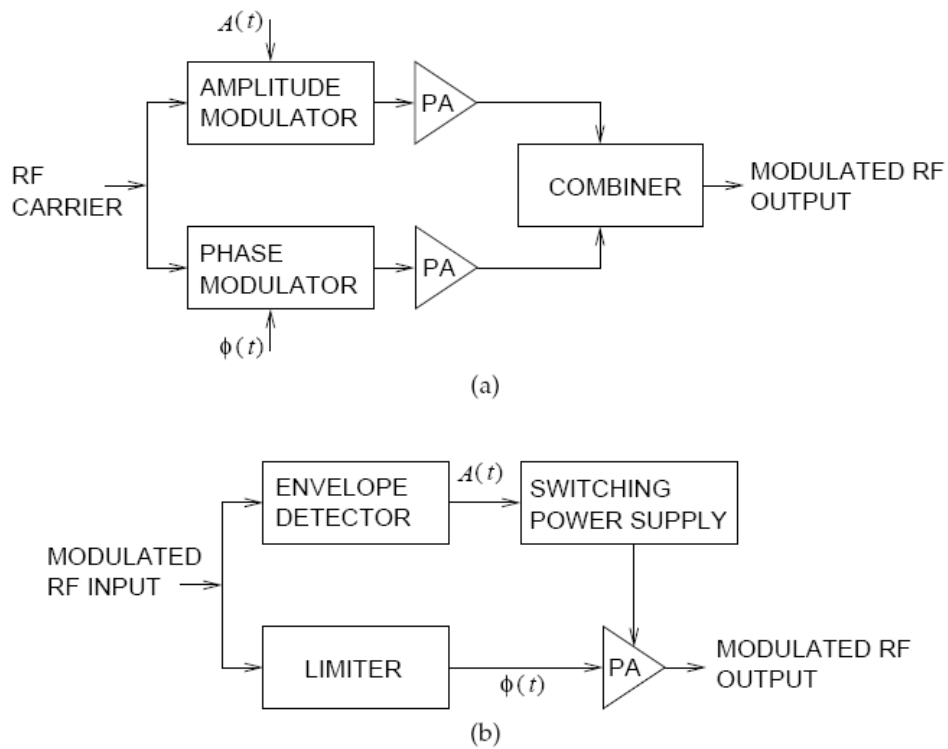 A(t)
AMPLITUDE
MODULATOR
PA
RF
CARRIER
COMBINER
MODULATED RF
OUTPUT
PHASE
MODULATOR
PA
ϕ(t)
(a)
ENVELOPE
DETECTOR
A(t)
SWITCHING
POWER SUPPLY
MODULATED
RF INPUT
LIMITER
ϕ(t)
PA
MODULATED RF
OUTPUT
(b)